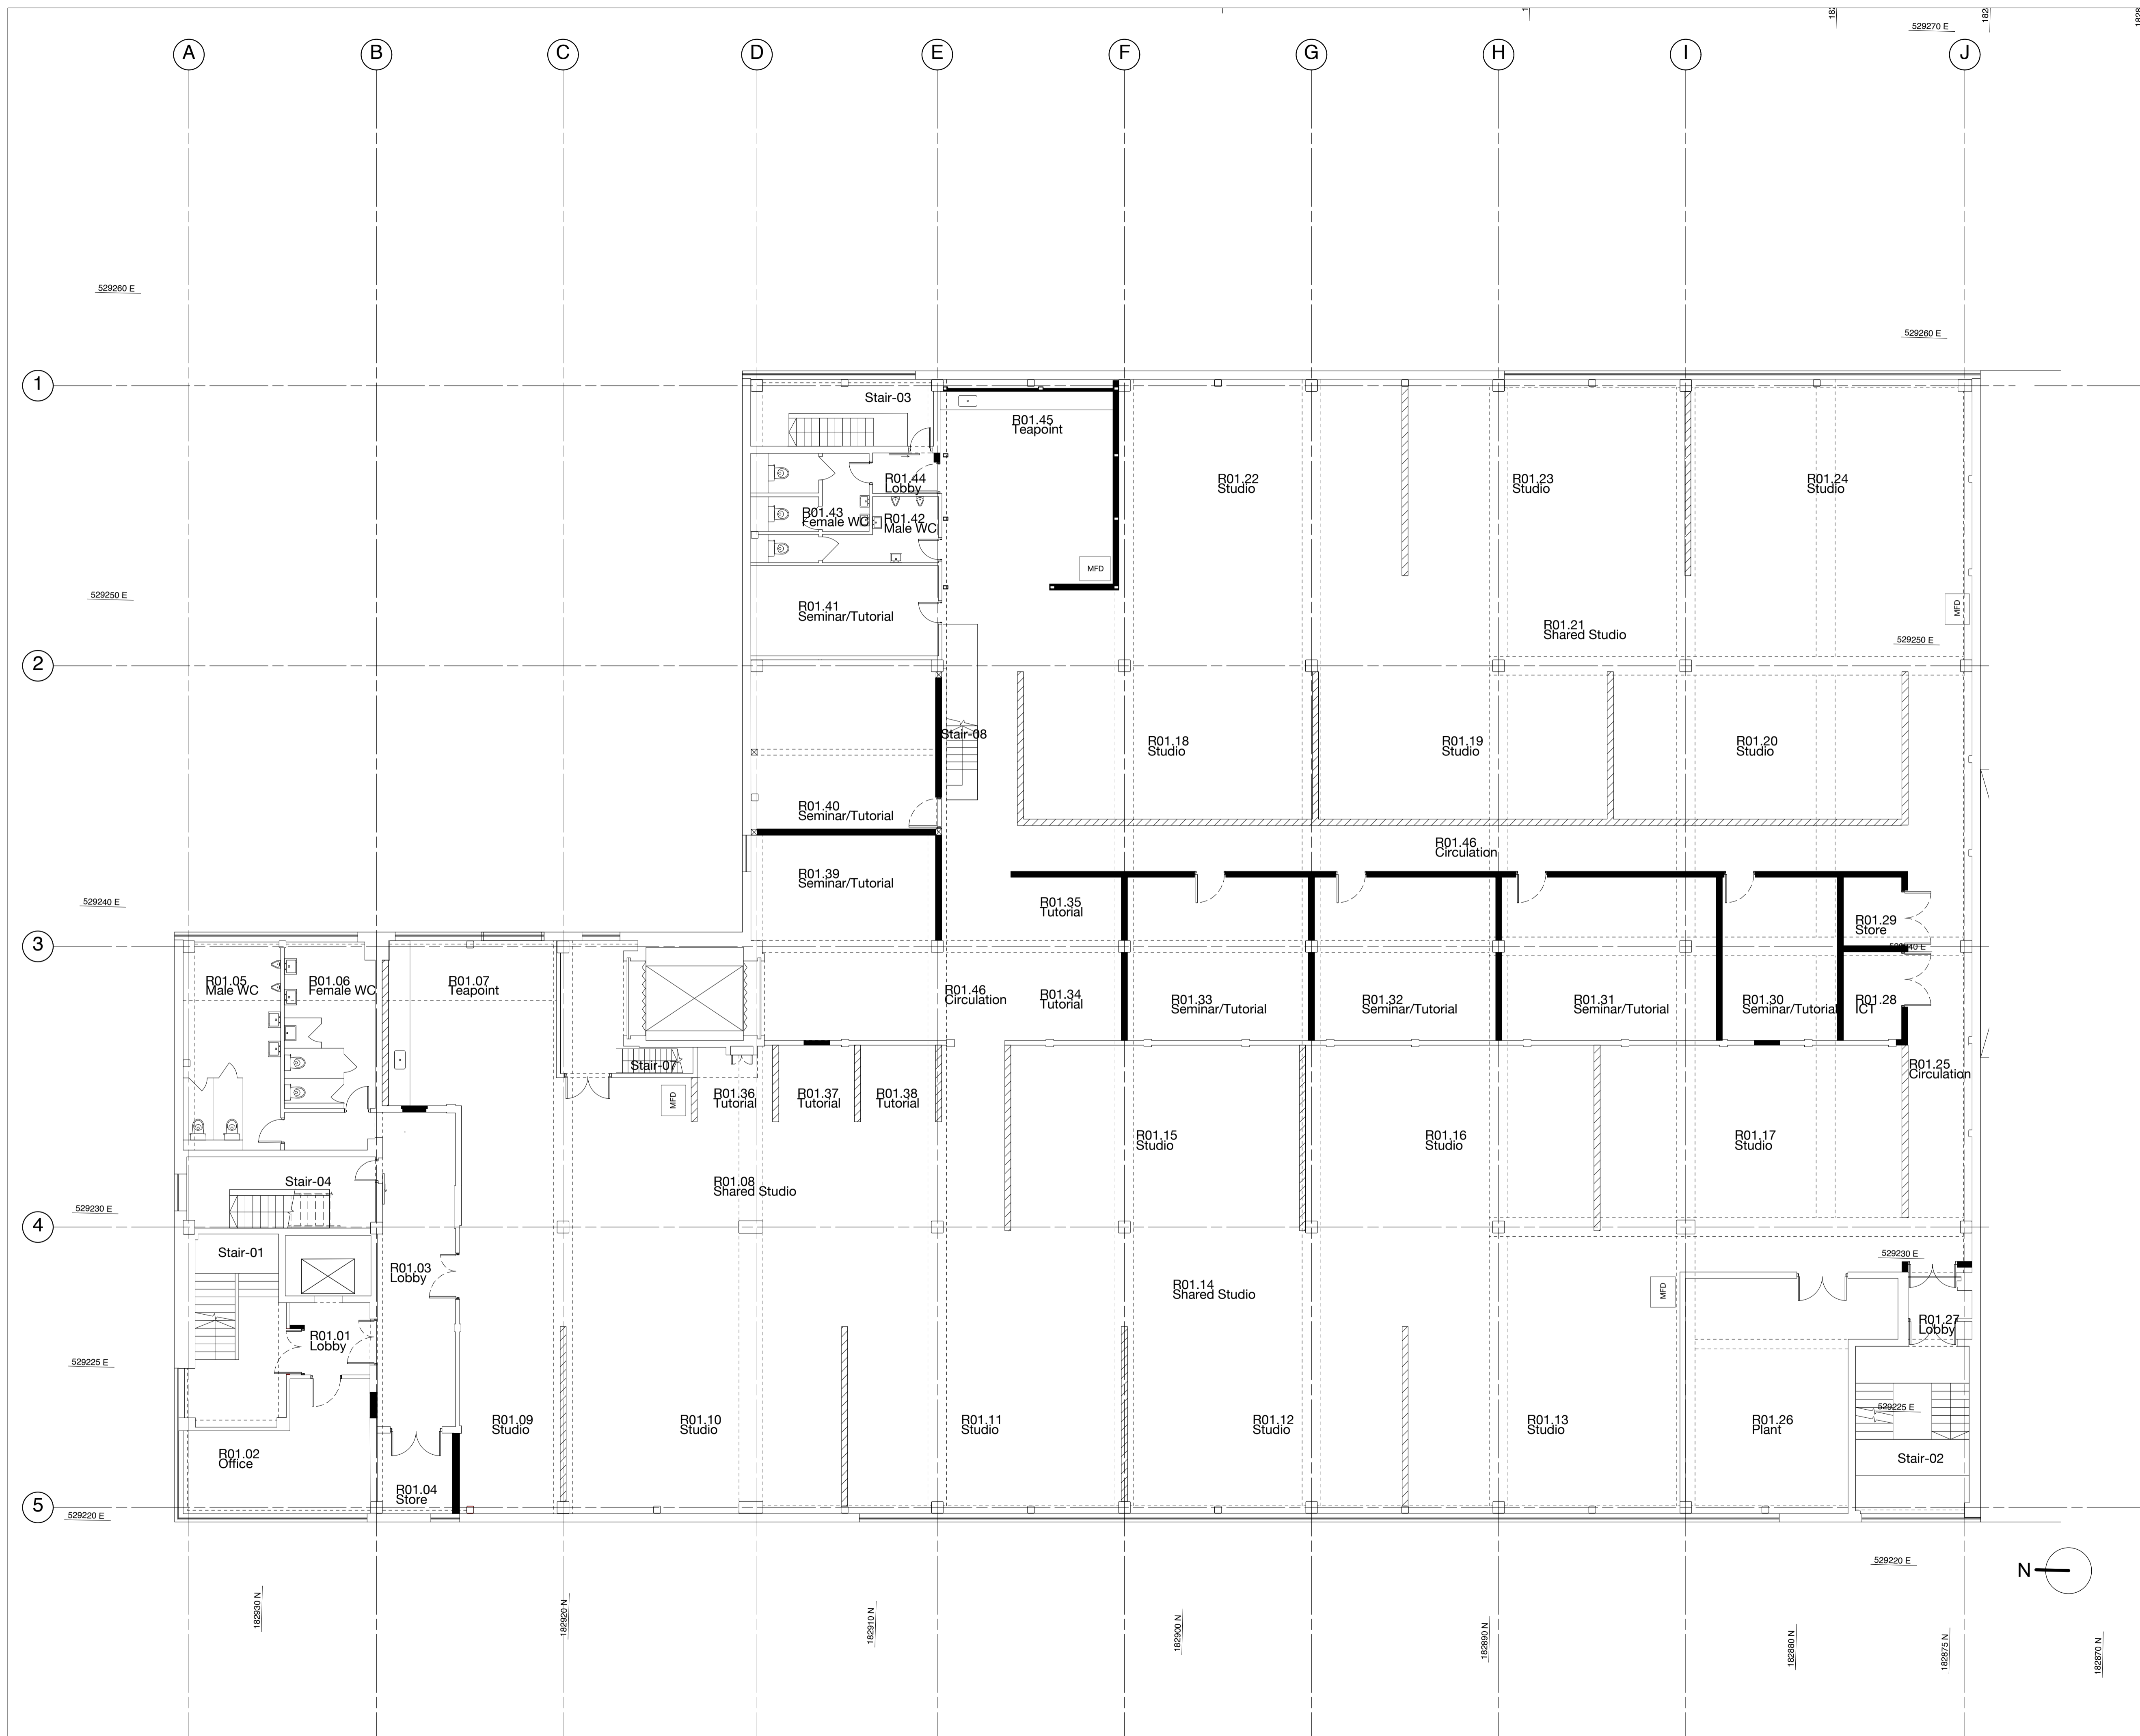 529270 E
A
B
C
D
E
F
G
H
I
J
529260 E
529260 E
1
Stair-03
R01.45
Teapoint
R01.44
Lobby
R01.22
Studio
R01.23
Studio
R01.24
Studio
R01.43
Female WC
R01.42
Male WC
MFD
529250 E
R01.41
Seminar/Tutorial
MFD
R01.21
Shared Studio
529250 E
2
Stair-08
R01.18
Studio
R01.19
Studio
R01.20
Studio
R01.40
Seminar/Tutorial
R01.46
Circulation
R01.39
Seminar/Tutorial
529240 E
R01.35
Tutorial
R01.29
Store
3
R01.05
Male WC
R01.06
Female WC
R01.07
Teapoint
R01.46
Circulation
R01.34
Tutorial
R01.33
Seminar/Tutorial
R01.32
Seminar/Tutorial
R01.31
Seminar/Tutorial
R01.30
Seminar/Tutorial
R01.28
ICT
Stair-07
R01.25
Circulation
MFD
R01.36
Tutorial
R01.37
Tutorial
R01.38
Tutorial
R01.15
Studio
R01.16
Studio
R01.17
Studio
Stair-04
R01.08
Shared Studio
529230 E
4
Stair-01
529230 E
R01.03
Lobby
R01.14
Shared Studio
MFD
R01.01
Lobby
R01.27
Lobby
529225 E
529225 E
R01.09
Studio
R01.10
Studio
R01.11
Studio
R01.12
Studio
R01.13
Studio
R01.26
Plant
R01.02
Office
Stair-02
R01.04
Store
5
529220 E
529220 E
N
182930 N
182920 N
182910 N
182900 N
182890 N
182880 N
182875 N
182870 N